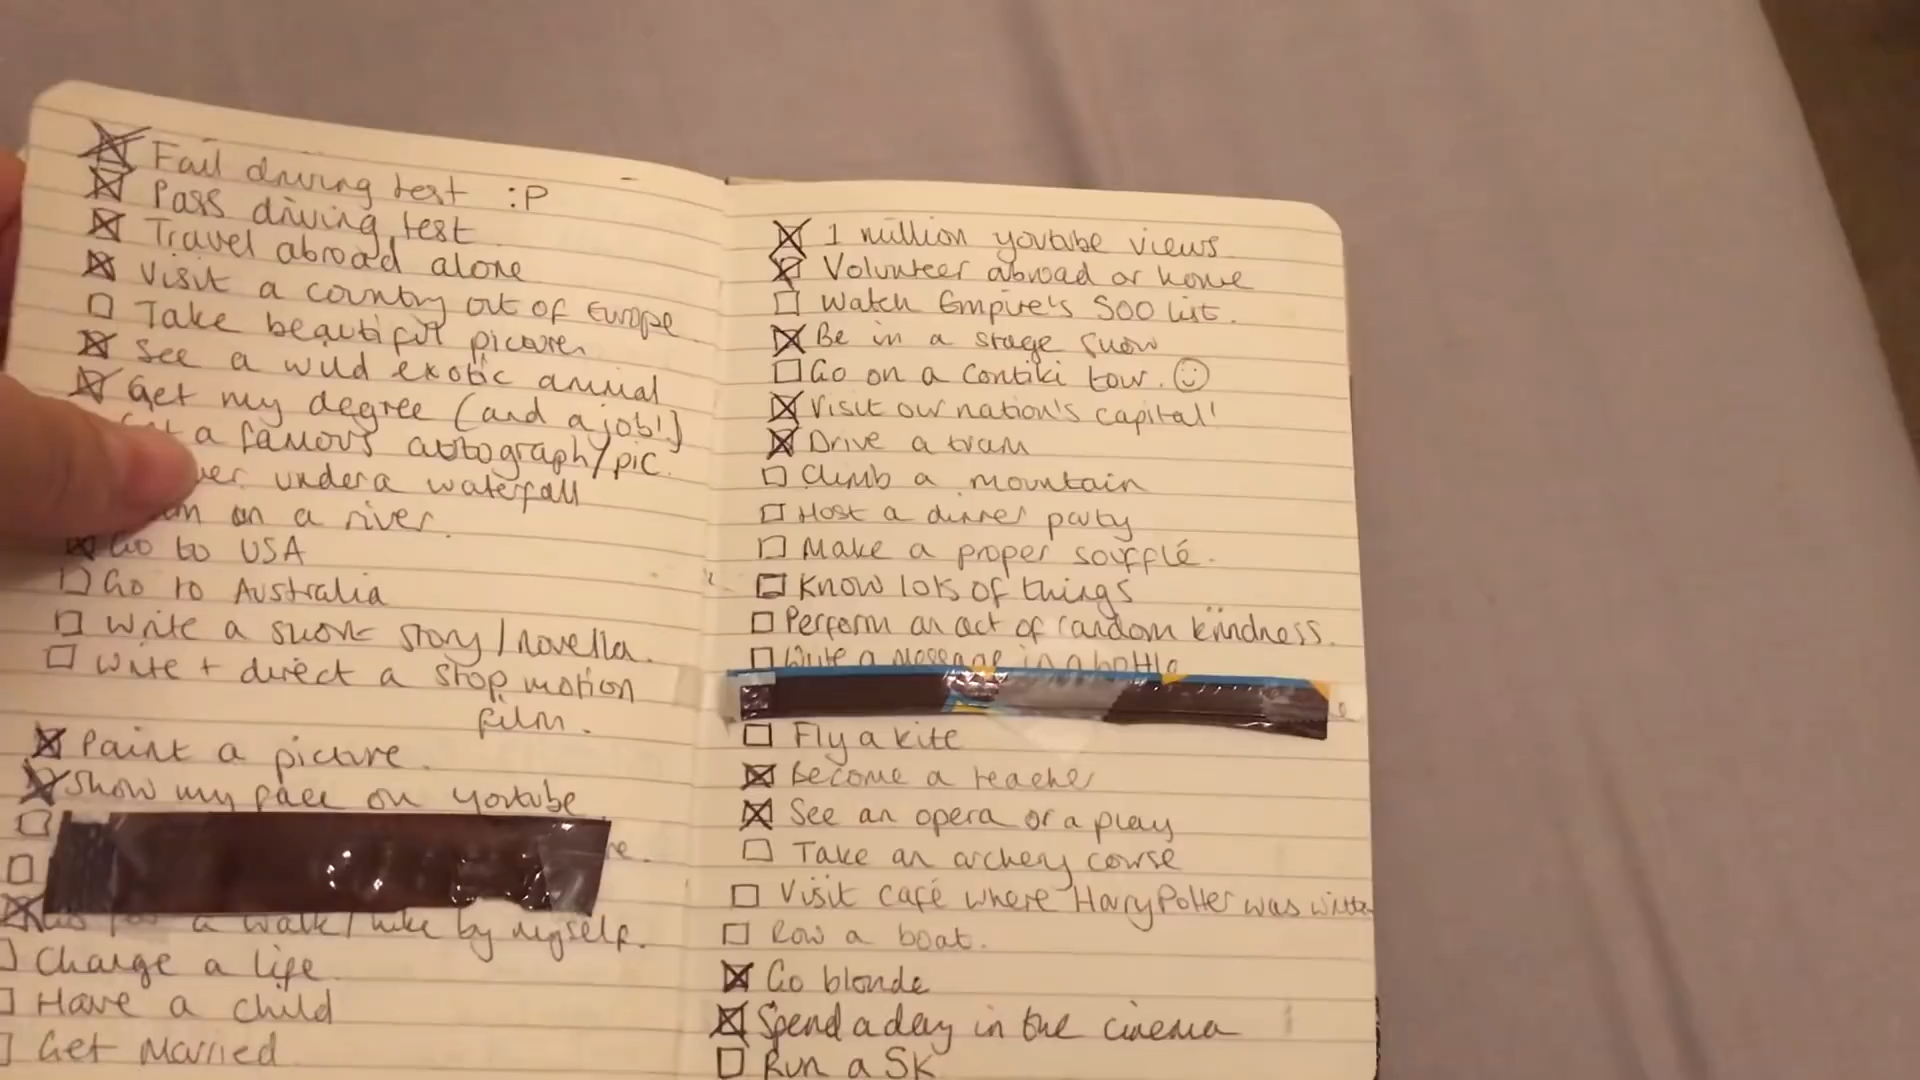 Fail driving test :P
Pass driving test
Travel abroad alone
Visit a country out of Europe
Take beautiful picture
See a wild exotic animal
Get my degree (and a job!)
a famous autograph/pic.
under a waterfall
on a river.
Go to USA
Go to Australia
Write a short story/novella.
Write + direct a stop motion
film.
Paint a picture.
Show my face on youtube
a walk/hike by myself.
Change a life.
Have a child
Get Married
1 million youtube views
Volunteer abroad or home
Watch Empire's 500 list.
Be in a stage show
Go on a Contiki tour. ☺
Visit our nation's capital!
Drive a tram
Climb a mountain
Host a dinner party
Make a proper soufflé.
Know lots of things
Perform an act of random kindness.
Write a message in a bottle
Fly a kite
Become a teacher
See an opera or a play
Take an archery course
Visit café where Harry Potter was written
Row a boat.
Go blonde
Spend a day in the cinema
Run a 5K